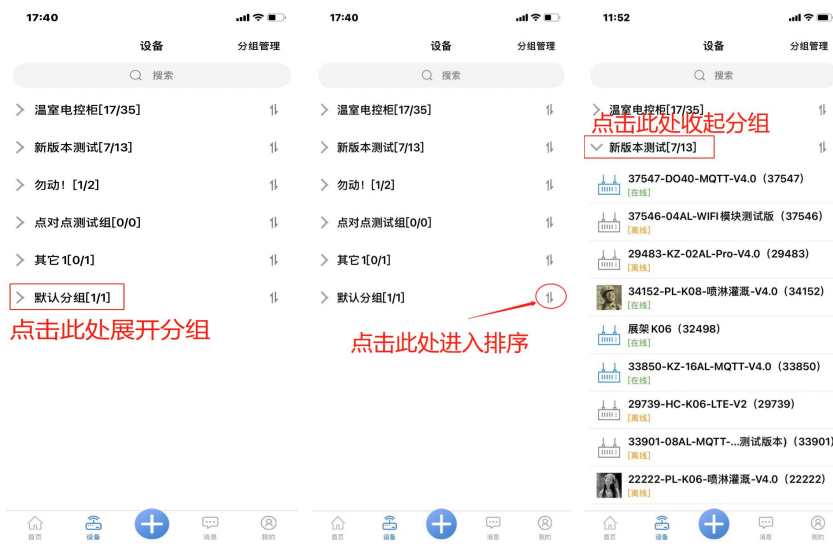 17:40
设备
分组管理
搜索
温室电控柜[17/35]
新版本测试[7/13]
勿动！[1/2]
点对点测试组[0/0]
其它1[0/1]
默认分组[1/1]
点击此处展开分组
首页
设备
消息
我的
17:40
设备
分组管理
搜索
温室电控柜[17/35]
新版本测试[7/13]
勿动！[1/2]
点对点测试组[0/0]
其它1[0/1]
默认分组[1/1]
点击此处进入排序
首页
设备
消息
我的
11:52
设备
分组管理
搜索
温室电控柜[17/35]
点击此处收起分组
新版本测试[7/13]
37547-DO40-MQTT-V4.0（37547）
[在线]
37546-04AL-WIFI模块测试版（37546）
[离线]
29483-KZ-02AL-Pro-V4.0（29483）
[离线]
34152-PL-K08-喷淋灌溉-V4.0（34152）
[在线]
展架K06（32498）
[在线]
33850-KZ-16AL-MQTT-V4.0（33850）
[在线]
29739-HC-K06-LTE-V2（29739）
[离线]
33901-08AL-MQTT-...测试版本)（33901)
[离线]
22222-PL-K06-喷淋灌溉-V4.0（22222）
[离线]
首页
设备
消息
我的